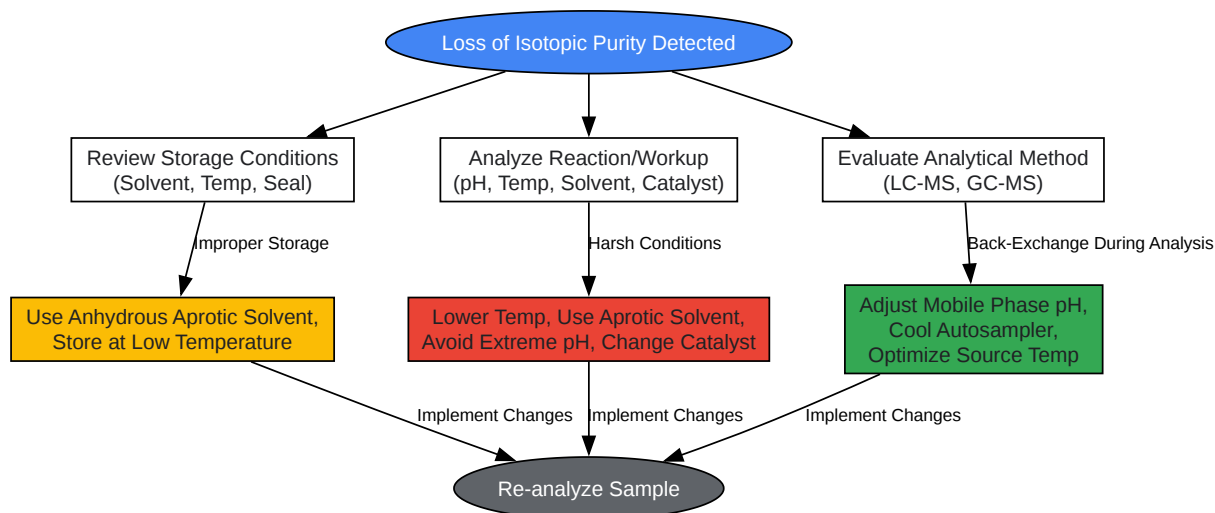 Loss of Isotopic Purity Detected
Review Storage Conditions
(Solvent, Temp, Seal)
Analyze Reaction/Workup
(pH, Temp, Solvent, Catalyst)
Evaluate Analytical Method
(LC-MS, GC-MS)
Improper Storage
Harsh Conditions
Back-Exchange During Analysis
Use Anhydrous Aprotic Solvent,
Store at Low Temperature
Lower Temp, Use Aprotic Solvent,
Avoid Extreme pH, Change Catalyst
Adjust Mobile Phase pH,
Cool Autosampler,
Optimize Source Temp
Implement Changes
Implement Changes
Implement Changes
Re-analyze Sample